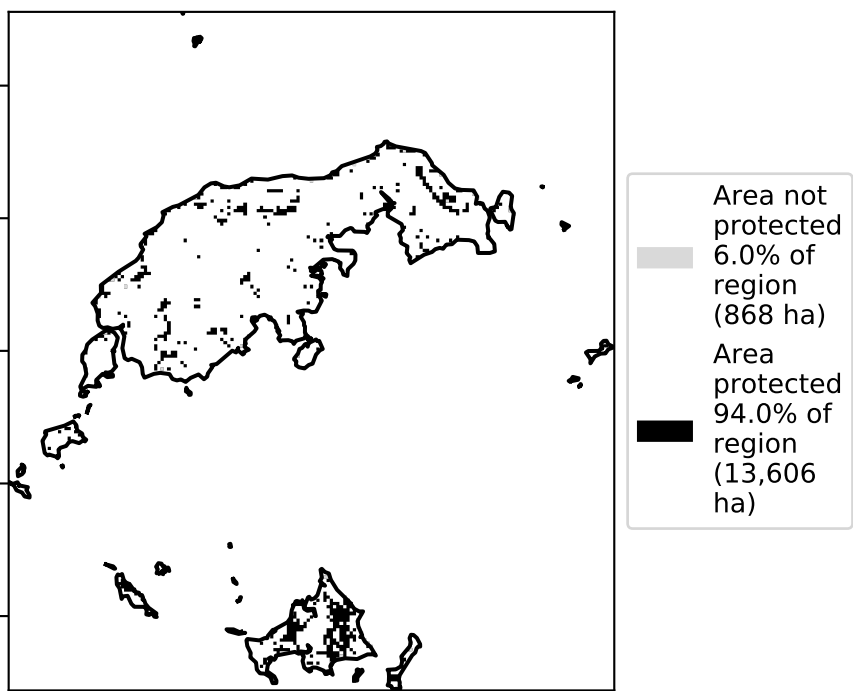 Area not
protected
6.0% of
region
(868 ha)
Area
protected
94.0% of
region
(13,606
ha)